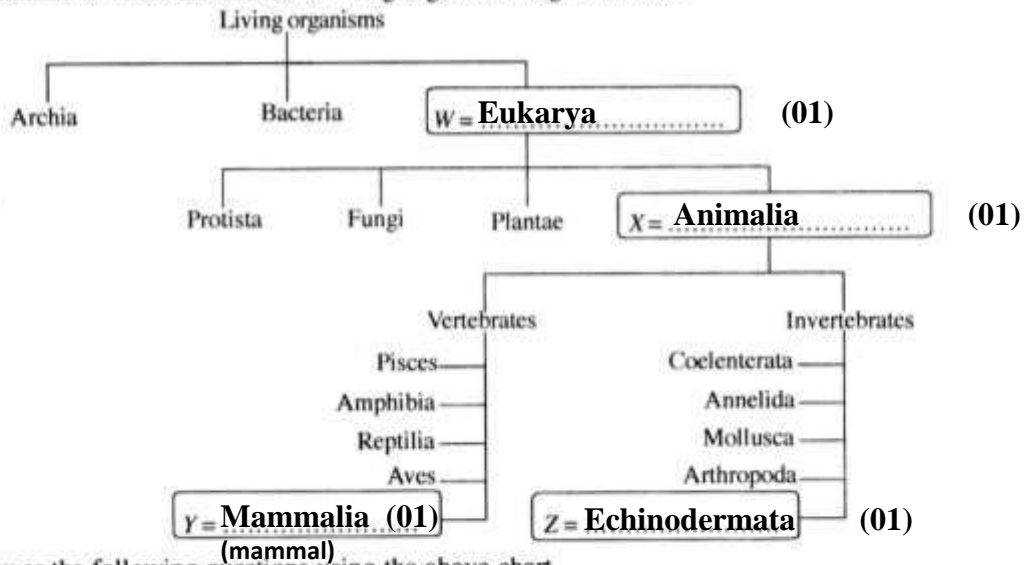 Living organisms
Archia
Bacteria
W = Eukarya (01)
Protista
Fungi
Plantae
X = Animalia (01)
Vertebrates
Invertebrates
Pisces
Coelenterata
Amphibia
Annelida
Reptilia
Mollusca
Aves
Arthropoda
Y = Mammalia (01)
Z = Echinodermata (01)
(mammal)
the following questions using the above chart